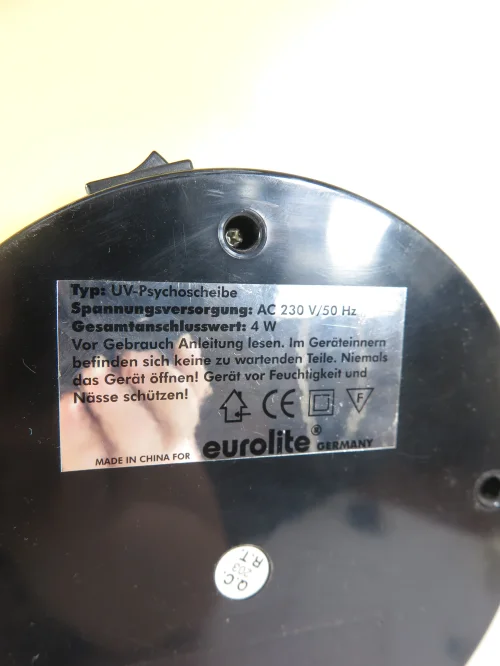 Typ: UV-Psychoscheibe
Spannungsversorgung: AC 230 V/50 Hz
Gesamtanschlusswert: 4 W
Vor Gebrauch Anleitung lesen. Im Geräteinnern
befinden sich keine zu wartenden Teile. Niemals
das Gerät öffnen! Gerät vor Feuchtigkeit und
Nässe schützen!
CE F
MADE IN CHINA FOR eurolite® GERMANY
Q.C.
203
R.T.